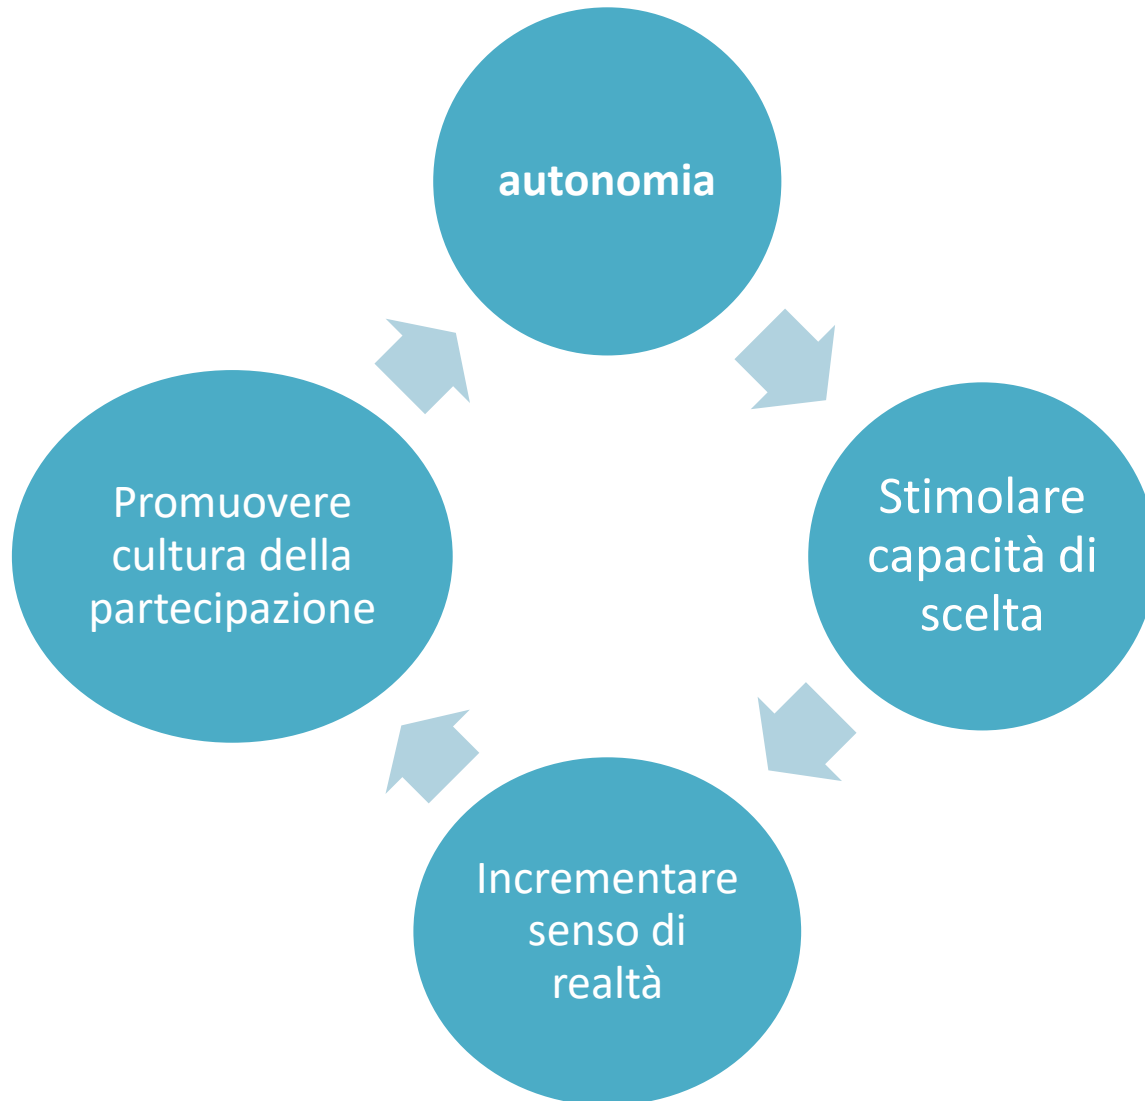 autonomia
Stimolare
capacità di
scelta
Incrementare
senso di
realtà
Promuovere
cultura della
partecipazione